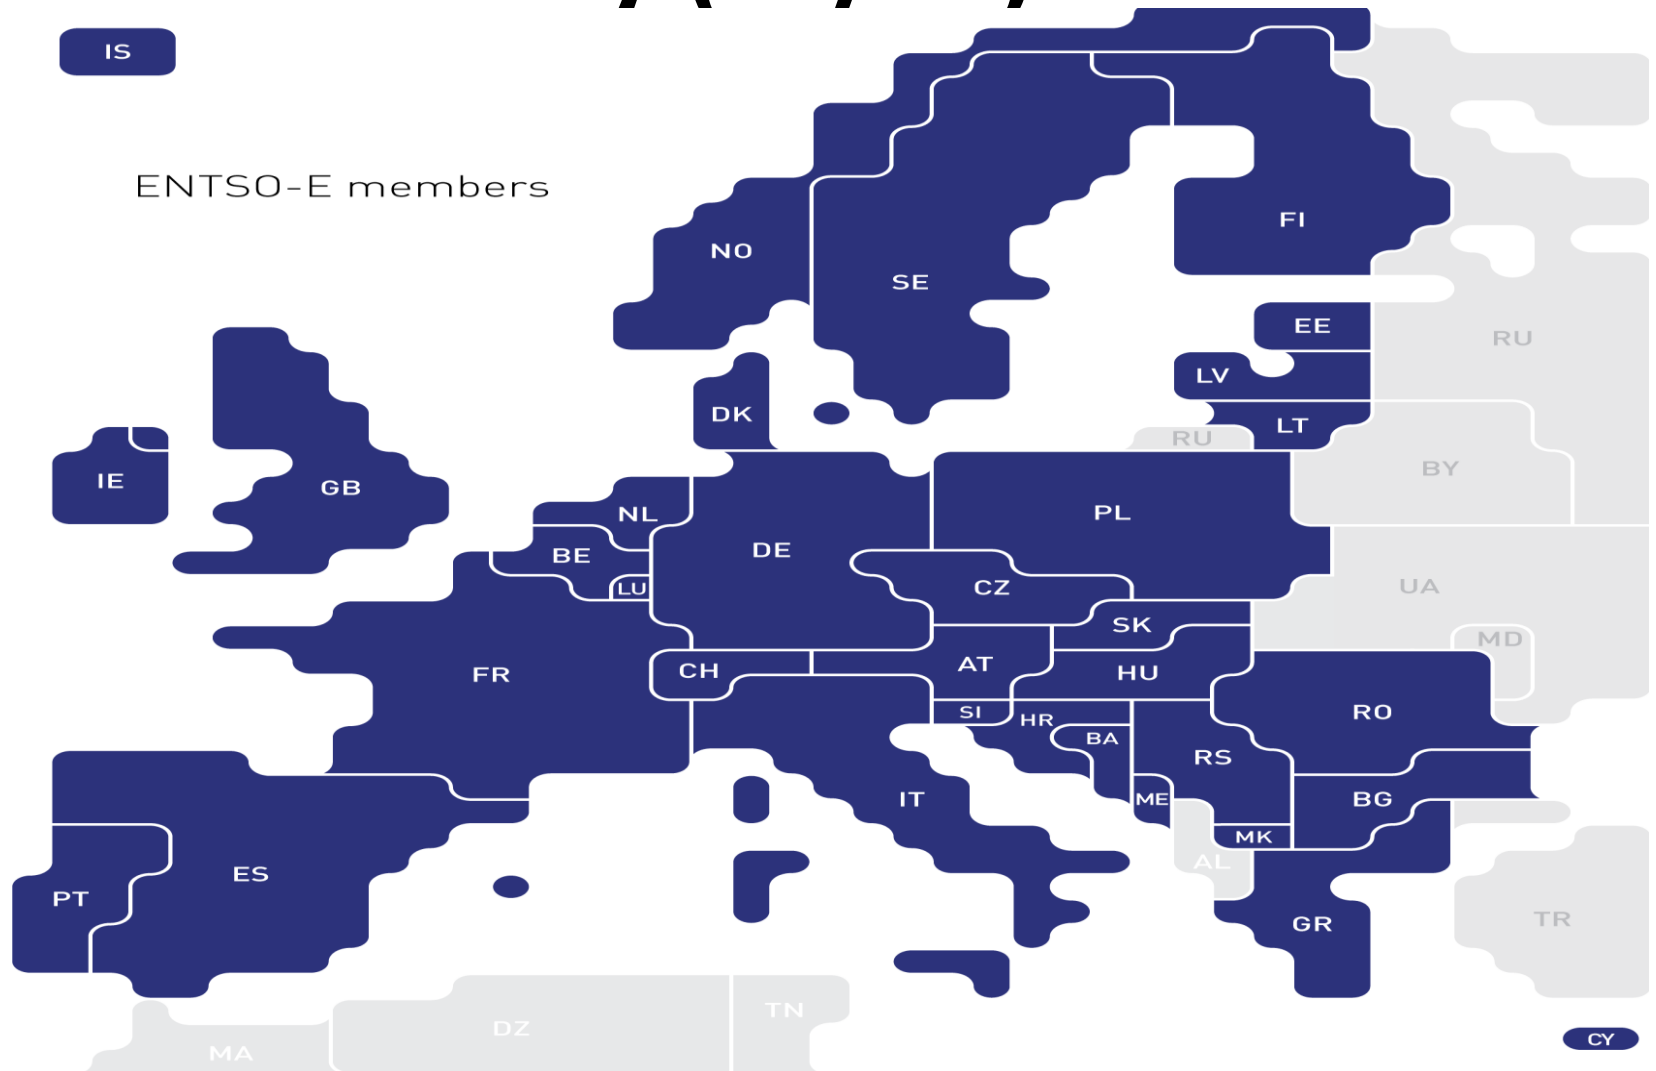 IS
ENTSO-E members
NO
SE
FI
EE
RU
LV
DK
LT
RU
BY
IE
GB
NL
PL
BE
DE
LU
CZ
UA
SK
MD
FR
CH
AT
HU
SI
HR
RO
BA
RS
IT
ME
BG
MK
AL
ES
PT
GR
TR
TN
DZ
MA
CY